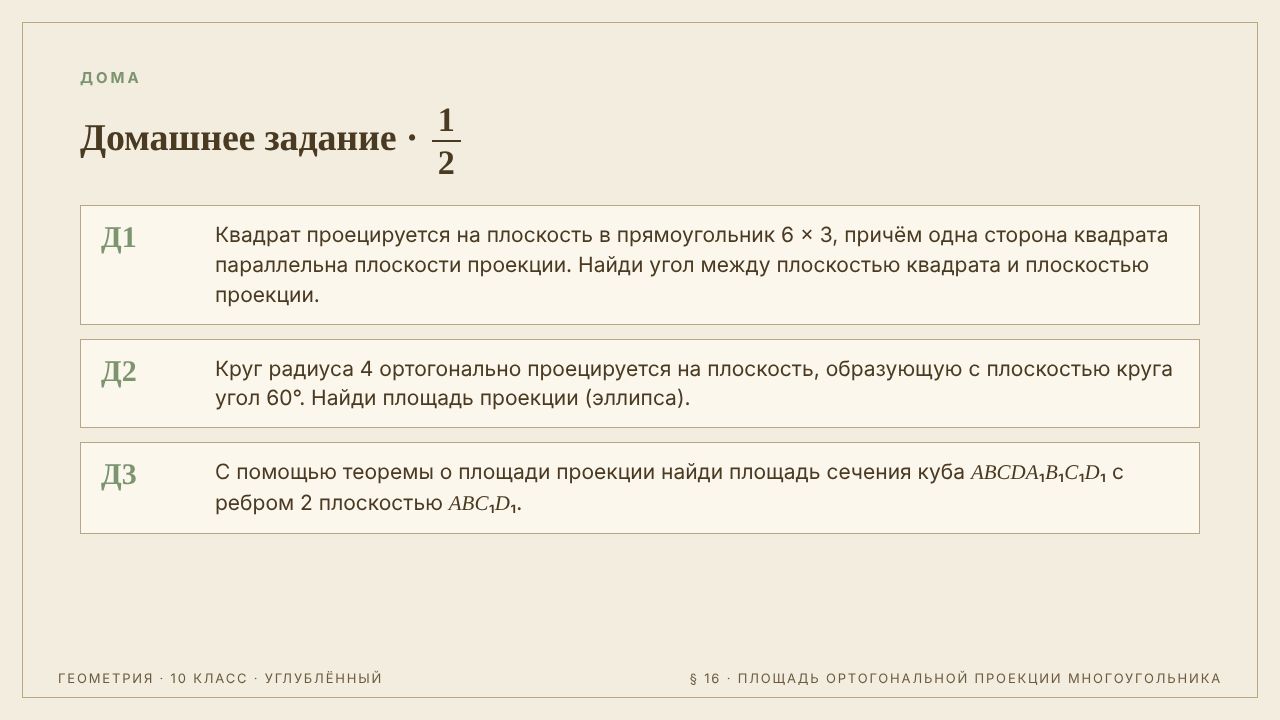 ДОМА
Домашнее задание · 1/2
Д1
Квадрат проецируется на плоскость в прямоугольник 6 × 3, причём одна сторона квадрата
параллельна плоскости проекции. Найди угол между плоскостью квадрата и плоскостью
проекции.
Д2
Круг радиуса 4 ортогонально проецируется на плоскость, образующую с плоскостью круга
угол 60°. Найди площадь проекции (эллипса).
Д3
С помощью теоремы о площади проекции найди площадь сечения куба ABCDA₁B₁C₁D₁ с
ребром 2 плоскостью ABC₁D₁.
ГЕОМЕТРИЯ · 10 КЛАСС · УГЛУБЛЁННЫЙ
§ 16 · ПЛОЩАДЬ ОРТОГОНАЛЬНОЙ ПРОЕКЦИИ МНОГОУГОЛЬНИКА